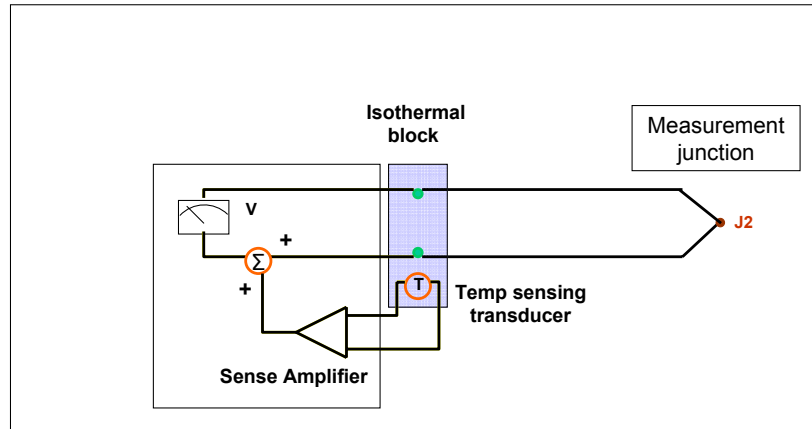 Isothermal
block
Measurement
junction
V
+
Σ
+
J2
T
Temp sensing
transducer
Sense Amplifier